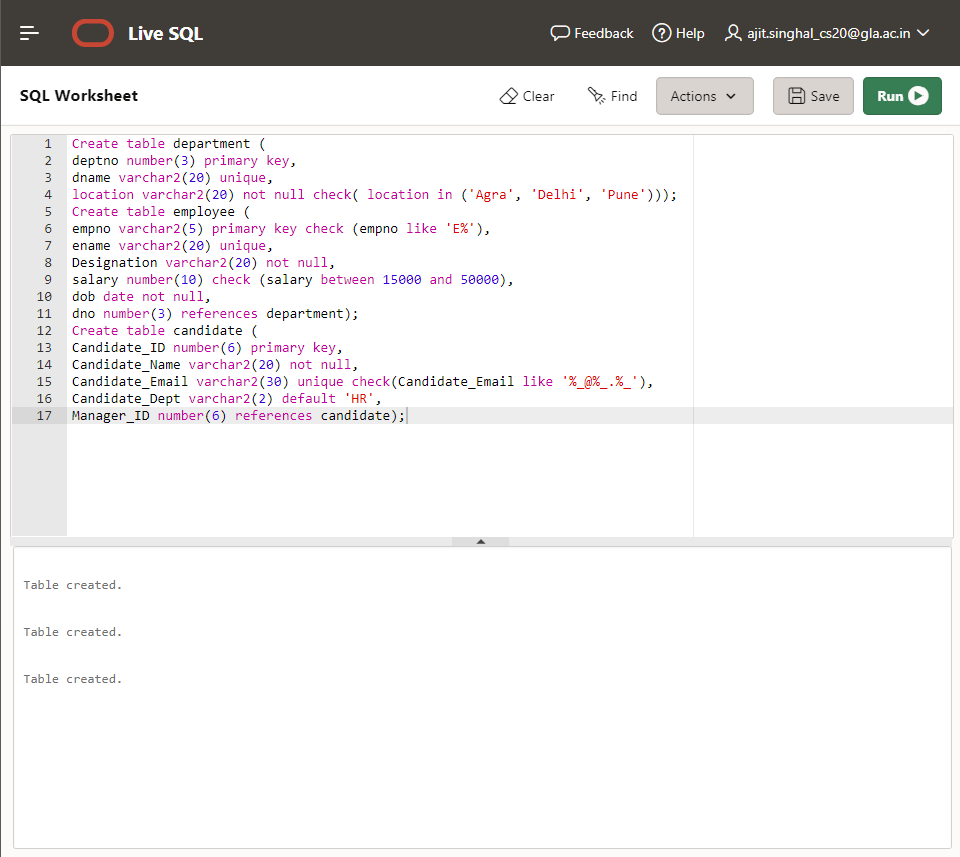 Live SQL
Feedback
Help
ajit.singhal_cs20@gla.ac.in
SQL Worksheet
Clear
Find
Actions
Save
Run
1 Create table department (
2 deptno number(3) primary key,
3 dname varchar2(20) unique,
4 location varchar2(20) not null check( location in ('Agra', 'Delhi', 'Pune')));
5 Create table employee (
6 empno varchar2(5) primary key check (empno like 'E%'),
7 ename varchar2(20) unique,
8 Designation varchar2(20) not null,
9 salary number(10) check (salary between 15000 and 50000),
10 dob date not null,
11 dno number(3) references department);
12 Create table candidate (
13 Candidate_ID number(6) primary key,
14 Candidate_Name varchar2(20) not null,
15 Candidate_Email varchar2(30) unique check(Candidate_Email like '%_@%_.%_'),
16 Candidate_Dept varchar2(2) default 'HR',
17 Manager_ID number(6) references candidate);
Table created.
Table created.
Table created.